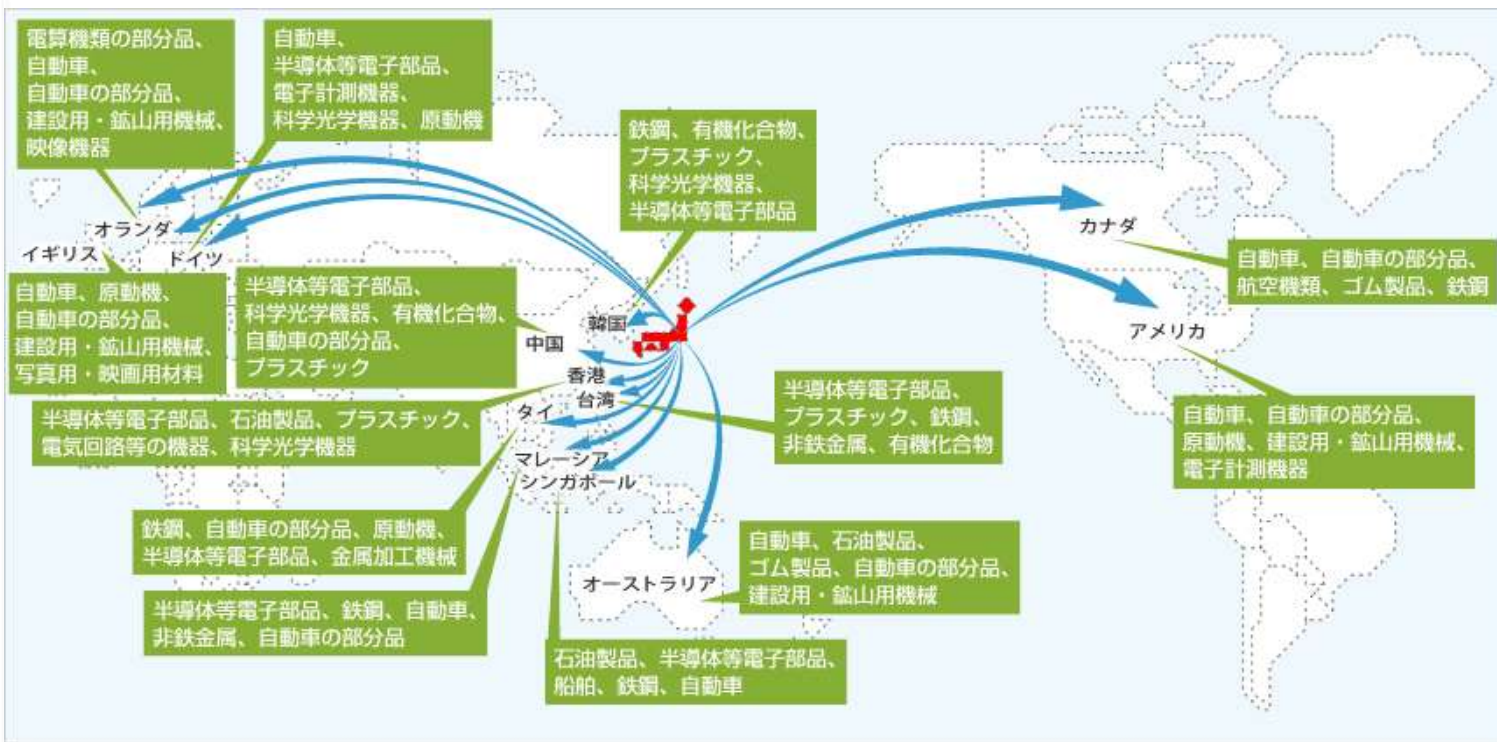 電算機類の部分品、
自動車、
自動車の部分品、
建設用・鉱山用機械、
映像機器
自動車、
半導体等電子部品、
電子計測機器、
科学光学機器、原動機
鉄鋼、有機化合物、
プラスチック、
科学光学機器、
半導体等電子部品
オランダ
イギリス
ドイツ
カナダ
自動車、自動車の部分品、
航空機類、ゴム製品、鉄鋼
自動車、原動機、
自動車の部分品、
建設用・鉱山用機械、
写真用・映画用材料
半導体等電子部品、
科学光学機器、有機化合物、
自動車の部分品、
プラスチック
韓国
中国
アメリカ
香港
台湾
タイ
半導体等電子部品、石油製品、プラスチック、
電気回路等の機器、科学光学機器
半導体等電子部品、
プラスチック、鉄鋼、
非鉄金属、有機化合物
自動車、自動車の部分品、
原動機、建設用・鉱山用機械、
電子計測機器
マレーシア
シンガポール
鉄鋼、自動車の部分品、原動機、
半導体等電子部品、金属加工機械
自動車、石油製品、
ゴム製品、自動車の部分品、
建設用・鉱山用機械
オーストラリア
半導体等電子部品、鉄鋼、自動車、
非鉄金属、自動車の部分品
石油製品、半導体等電子部品、
船舶、鉄鋼、自動車